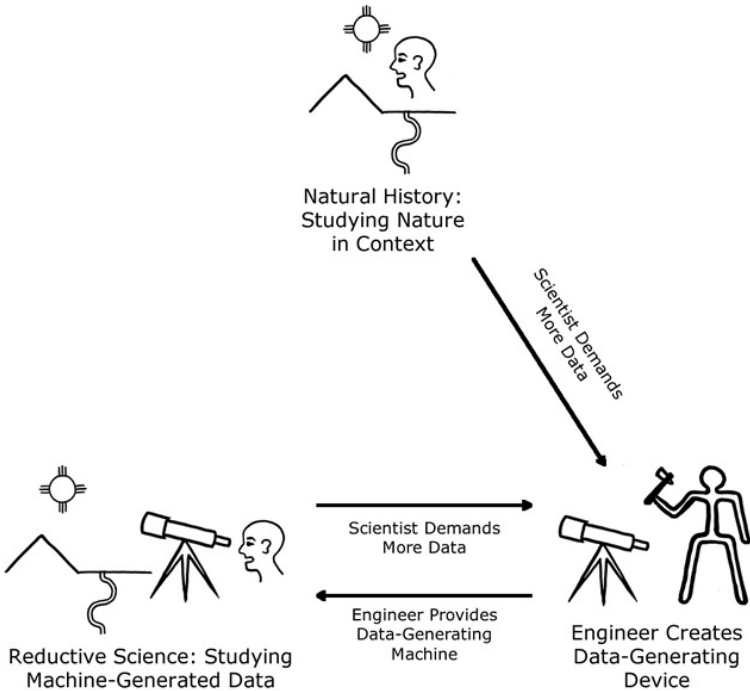 Natural History:
Studying Nature
in Context
Scientist Demands
More Data
Scientist Demands
More Data
Engineer Provides
Data-Generating
Machine
Reductive Science: Studying
Machine-Generated Data
Engineer Creates
Data-Generating
Device